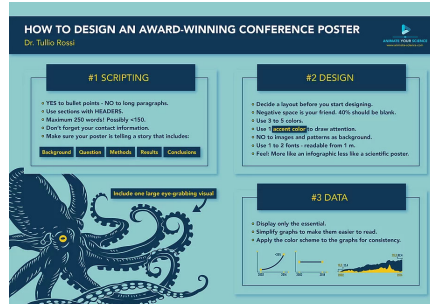 HOW TO DESIGN AN AWARD-WINNING CONFERENCE POSTER
Dr. Tullio Rossi
ANIMATE YOUR SCIENCE
#1 SCRIPTING
YES to bullet points - NO to long paragraphs.
Use sections with HEADERS.
Maximum 250 words! Possibly <150.
Don't forget your contact information.
Make sure your poster is telling a story that includes:
Background Question Methods Results Conclusions
Include one large eye-grabbing visual
#2 DESIGN
Decide a layout before you start designing.
Negative space is your friend. 40% should be blank.
Use 3 to 5 colors.
Use 1 accent color to draw attention.
NO to images and patterns as background.
Use 1 to 2 fonts - readable from 1 m.
Feel: More like an infographic less like a scientific poster.
#3 DATA
Display only the essential.
Simplify graphs to make them easier to read.
Apply the color scheme to the graphs for consistency.